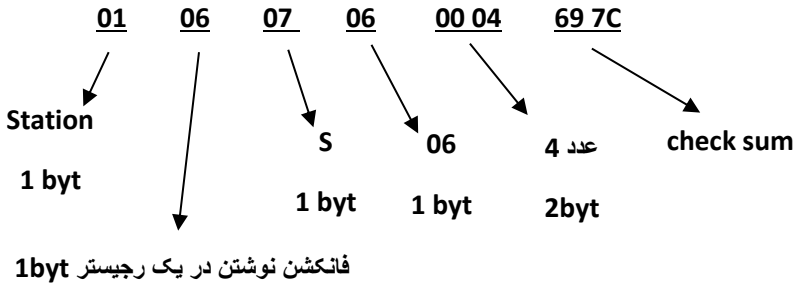 01 06 07 06 00 04 69 7C
Station
S 06 عدد 4 check sum
1 byt
1 byt 1 byt 2byt
فانکشن نوشتن در یک رجیستر 1byt